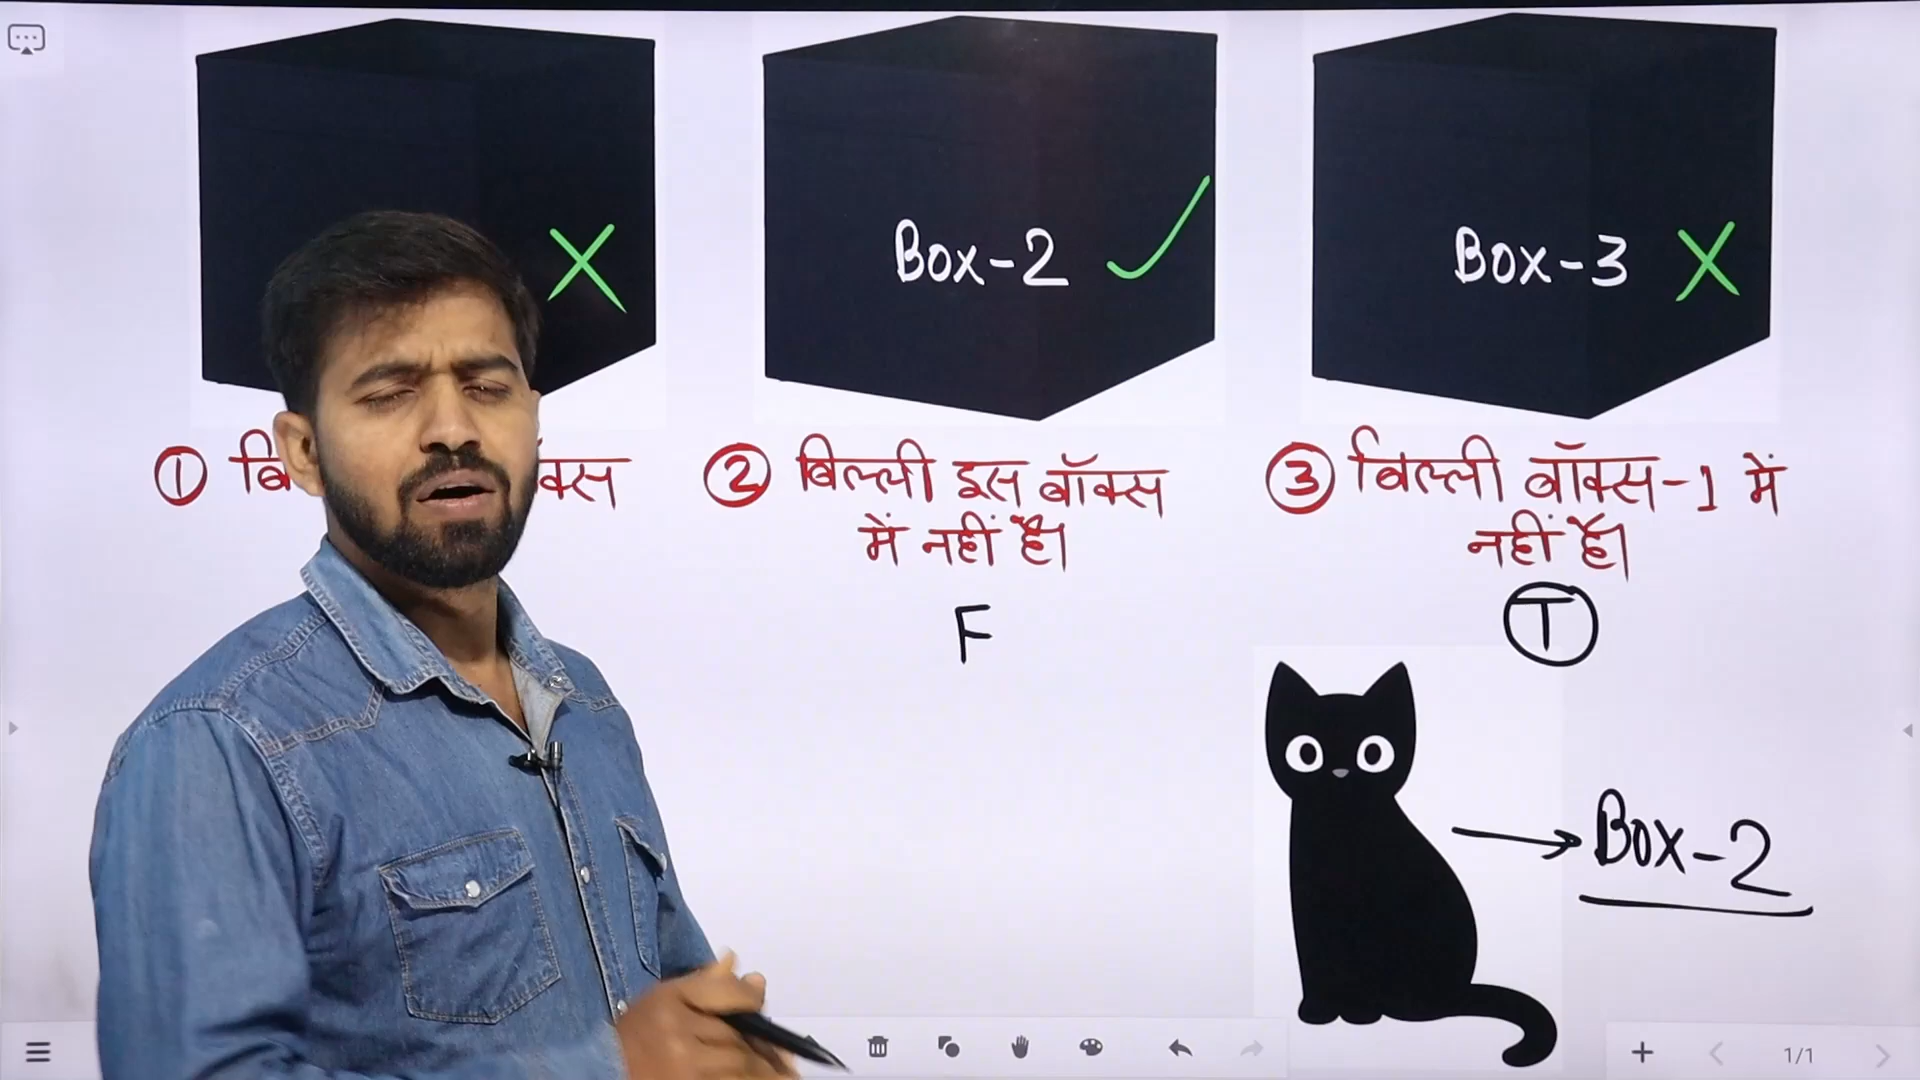 Box-2
Box-3
①
② बिल्ली इस बॉक्स
में नहीं है।
③ बिल्ली बॉक्स-1 में
नहीं है।
F
T
Box-2
1/1